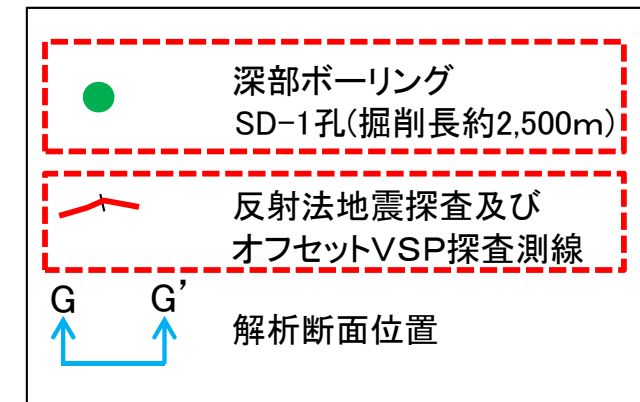 深部ボーリング
SD-1孔(掘削長約2,500m)
反射法地震探査及び
オフセットVSP探査測線
G G’
解析断面位置